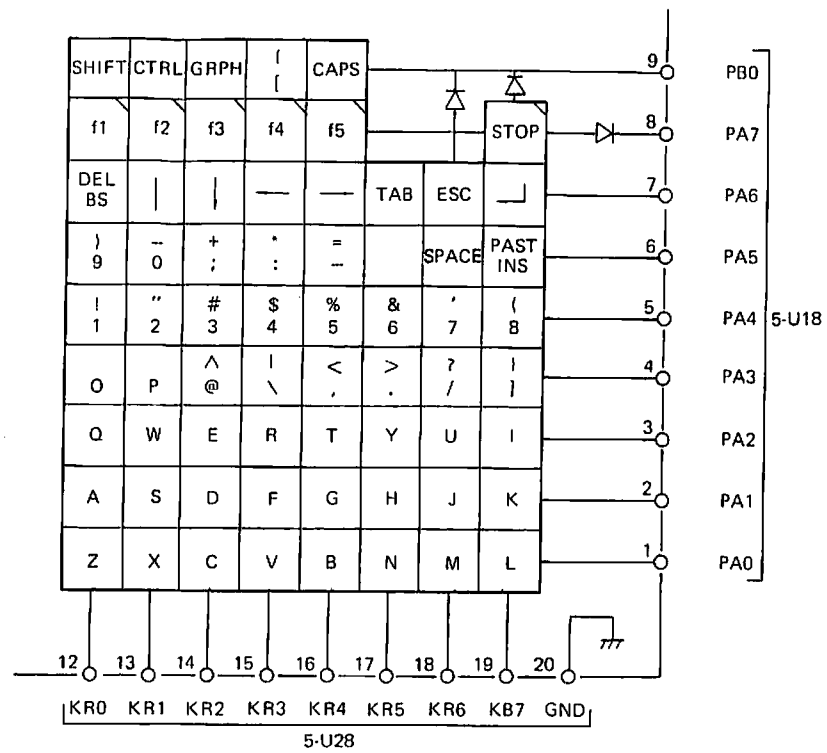 SHIFT CTRL GRPH [ CAPS 9 PB0
f1 f2 f3 f4 f5 STOP 8 PA7
DEL BS TAB ESC 7 PA6
) 9 — 0 + ; * : = – SPACE PAST INS 6 PA5
! 1 " 2 # 3 $ 4 % 5 & 6 ' 7 ( 8 5 PA4 5-U18
O P ^ @ | \ < , > . ? / } ] 4 PA3
Q W E R T Y U I 3 PA2
A S D F G H J K 2 PA1
Z X C V B N M L 1 PA0
12 13 14 15 16 17 18 19 20
KR0 KR1 KR2 KR3 KR4 KR5 KR6 KB7 GND
5-U28